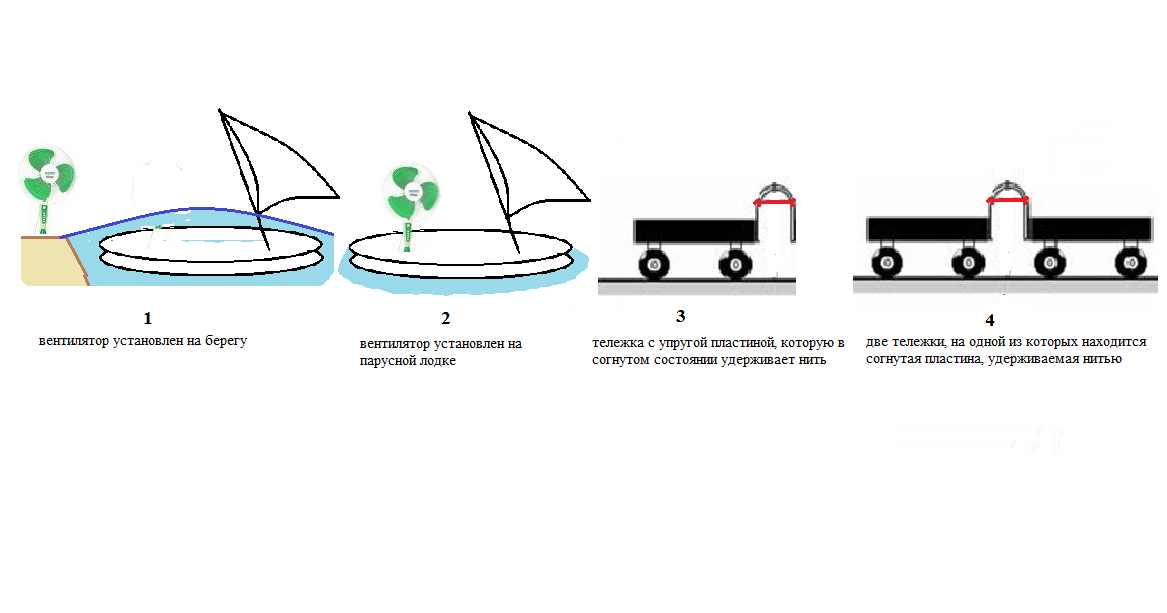 1
вентилятор установлен на берегу
2
вентилятор установлен на
парусной лодке
3
тележка с упругой пластиной, которую в
согнутом состоянии удерживает нить
4
две тележки, на одной из которых находится
согнутая пластина, удерживаемая нитью